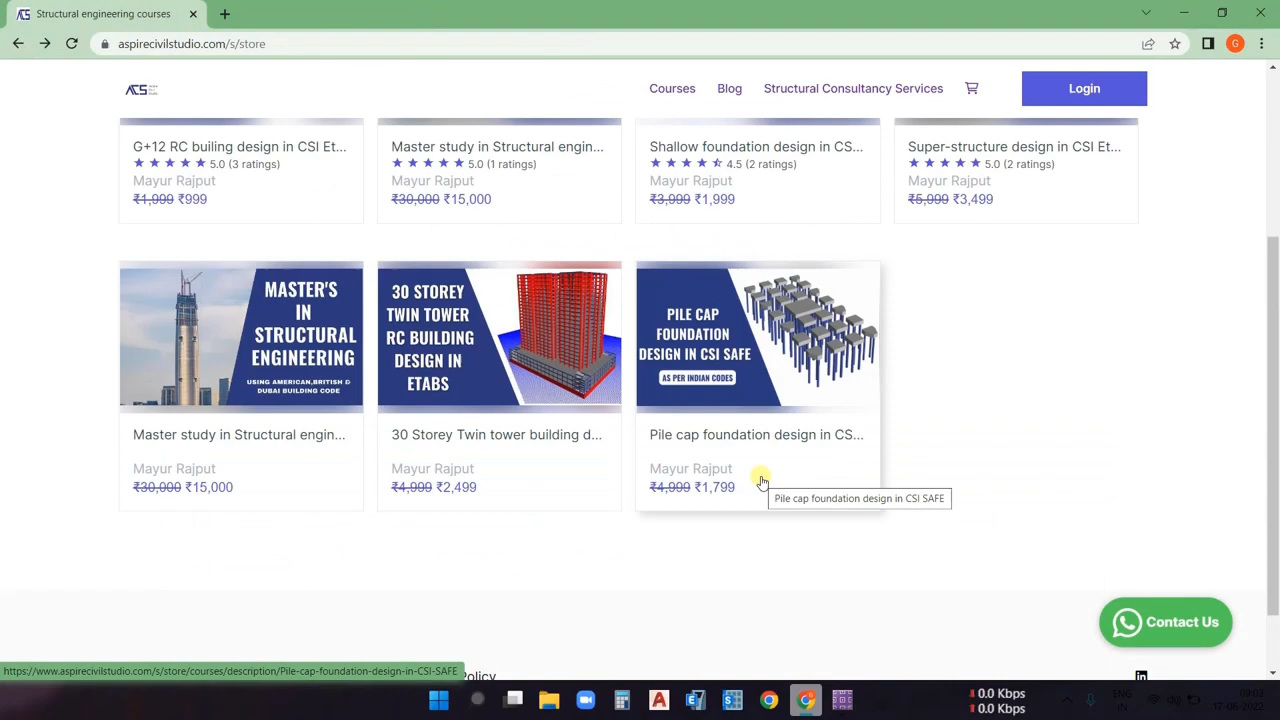 Structural engineering courses
aspirecivilstudio.com/s/store
G
ACS
Courses
Blog
Structural Consultancy Services
Login
G+12 RC builing design in CSI Et...
5.0 (3 ratings)
Mayur Rajput
₹1,999 ₹999
Master study in Structural engin...
5.0 (1 ratings)
Mayur Rajput
₹30,000 ₹15,000
Shallow foundation design in CS...
4.5 (2 ratings)
Mayur Rajput
₹3,999 ₹1,999
Super-structure design in CSI Et...
5.0 (2 ratings)
Mayur Rajput
₹5,999 ₹3,499
MASTER'S
IN
STRUCTURAL
ENGINEERING
USING AMERICAN,BRITISH &
DUBAI BUILDING CODE
Master study in Structural engin...
Mayur Rajput
₹30,000 ₹15,000
30 STOREY
TWIN TOWER
RC BUILDING
DESIGN IN
ETABS
30 Storey Twin tower building d...
Mayur Rajput
₹4,999 ₹2,499
PILE CAP
FOUNDATION
DESIGN IN CSI SAFE
AS PER INDIAN CODES
Pile cap foundation design in CS...
Mayur Rajput
₹4,999 ₹1,799
Pile cap foundation design in CSI SAFE
Contact Us
https://www.aspirecivilstudio.com/s/store/courses/description/Pile-cap-foundation-design-in-CSI-SAFE
Policy
0.0 Kbps
0.0 Kbps
ENG
IN
09:03
17-06-2022